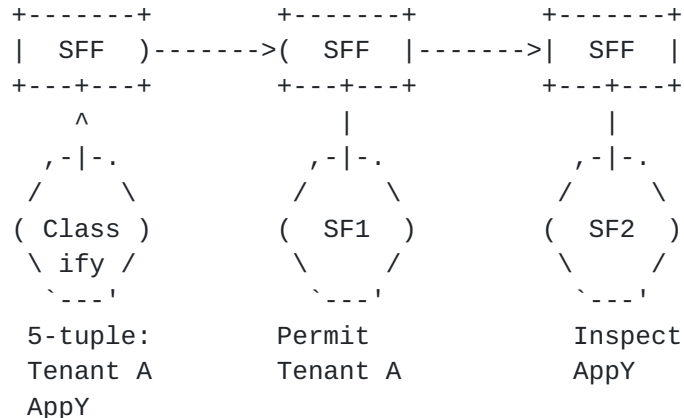 SFF SFF SFF
Class SF1 SF2
ify
5-tuple: Permit Inspect
Tenant A Tenant A AppY
AppY